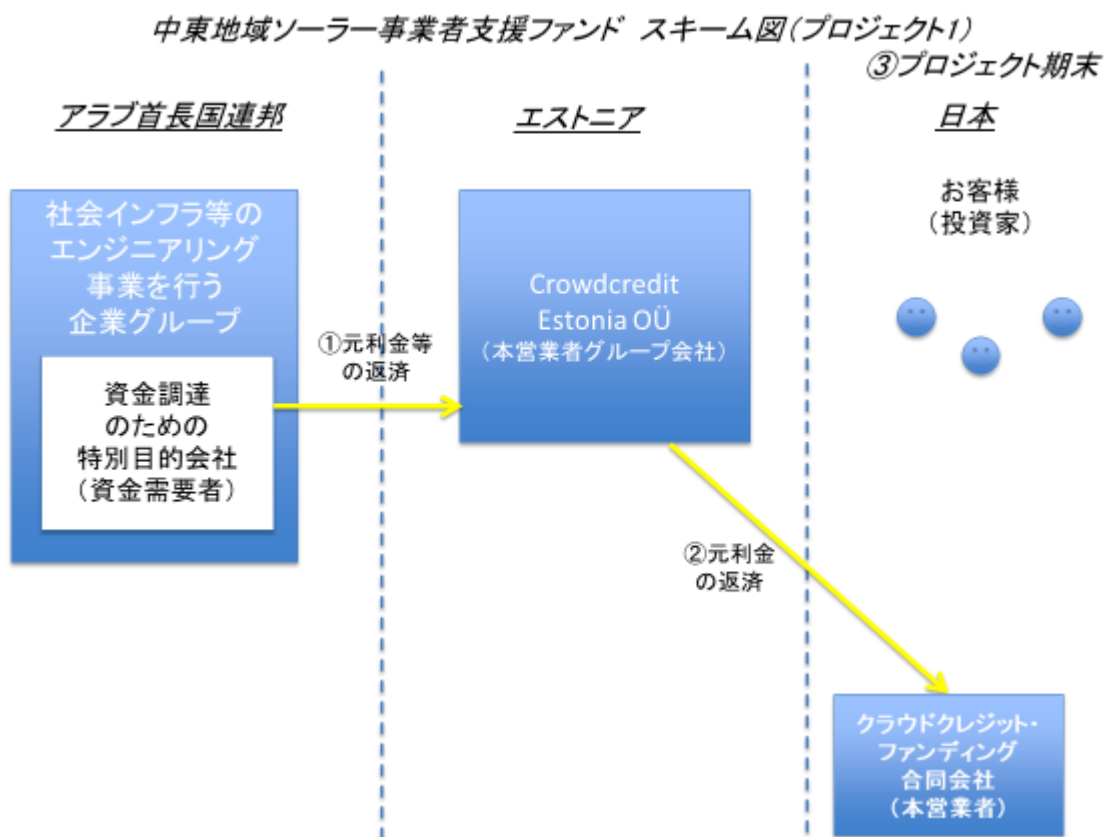 中東地域ソーラー事業者支援ファンド スキーム図(プロジェクト1)
③プロジェクト期末
アラブ首長国連邦
エストニア
日本
社会インフラ等の
エンジニアリング
事業を行う
企業グループ
資金調達
のための
特別目的会社
(資金需要者)
①元利金等
の返済
Crowdcredit
Estonia OÜ
(本営業者グループ会社)
お客様
(投資家)
②元利金
の返済
クラウドクレジット・
ファンディング
合同会社
(本営業者)